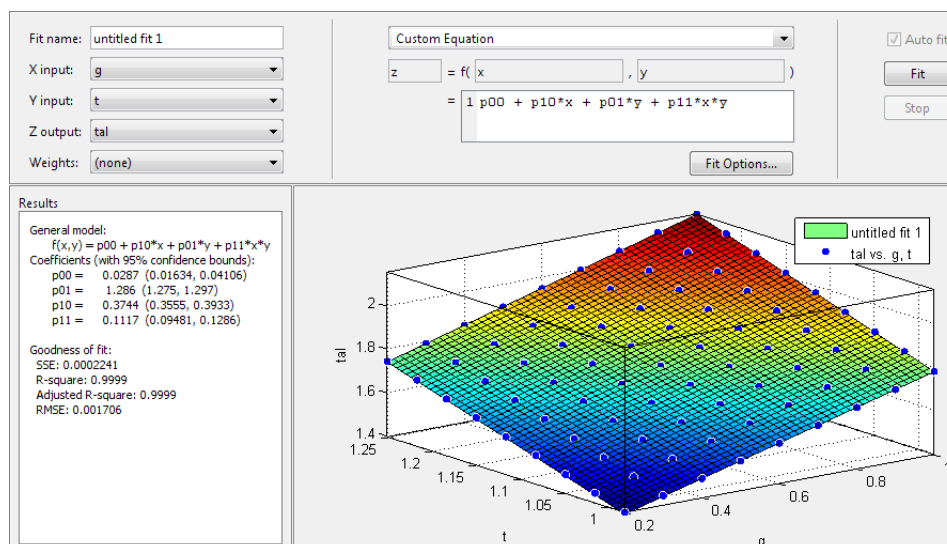 Fit name: untitled fit 1
X input: g
Y input: t
Z output: tal
Weights: (none)
Custom Equation
z = f( x , y )
= 1 p00 + p10*x + p01*y + p11*x*y
Fit Options...
Auto fit
Fit
Stop
Results
General model:
f(x,y) = p00 + p10*x + p01*y + p11*x*y
Coefficients (with 95% confidence bounds):
p00 = 0.0287 (0.01634, 0.04106)
p01 = 1.286 (1.275, 1.297)
p10 = 0.3744 (0.3555, 0.3933)
p11 = 0.1117 (0.09481, 0.1286)
Goodness of fit:
SSE: 0.0002241
R-square: 0.9999
Adjusted R-square: 0.9999
RMSE: 0.001706
untitled fit 1
tal vs. g, t
tal
2
1.8
1.6
1.4
1.25
1.2
1.15
1.1
1.05
1
t
0.2
0.4
0.6
0.8
1
g